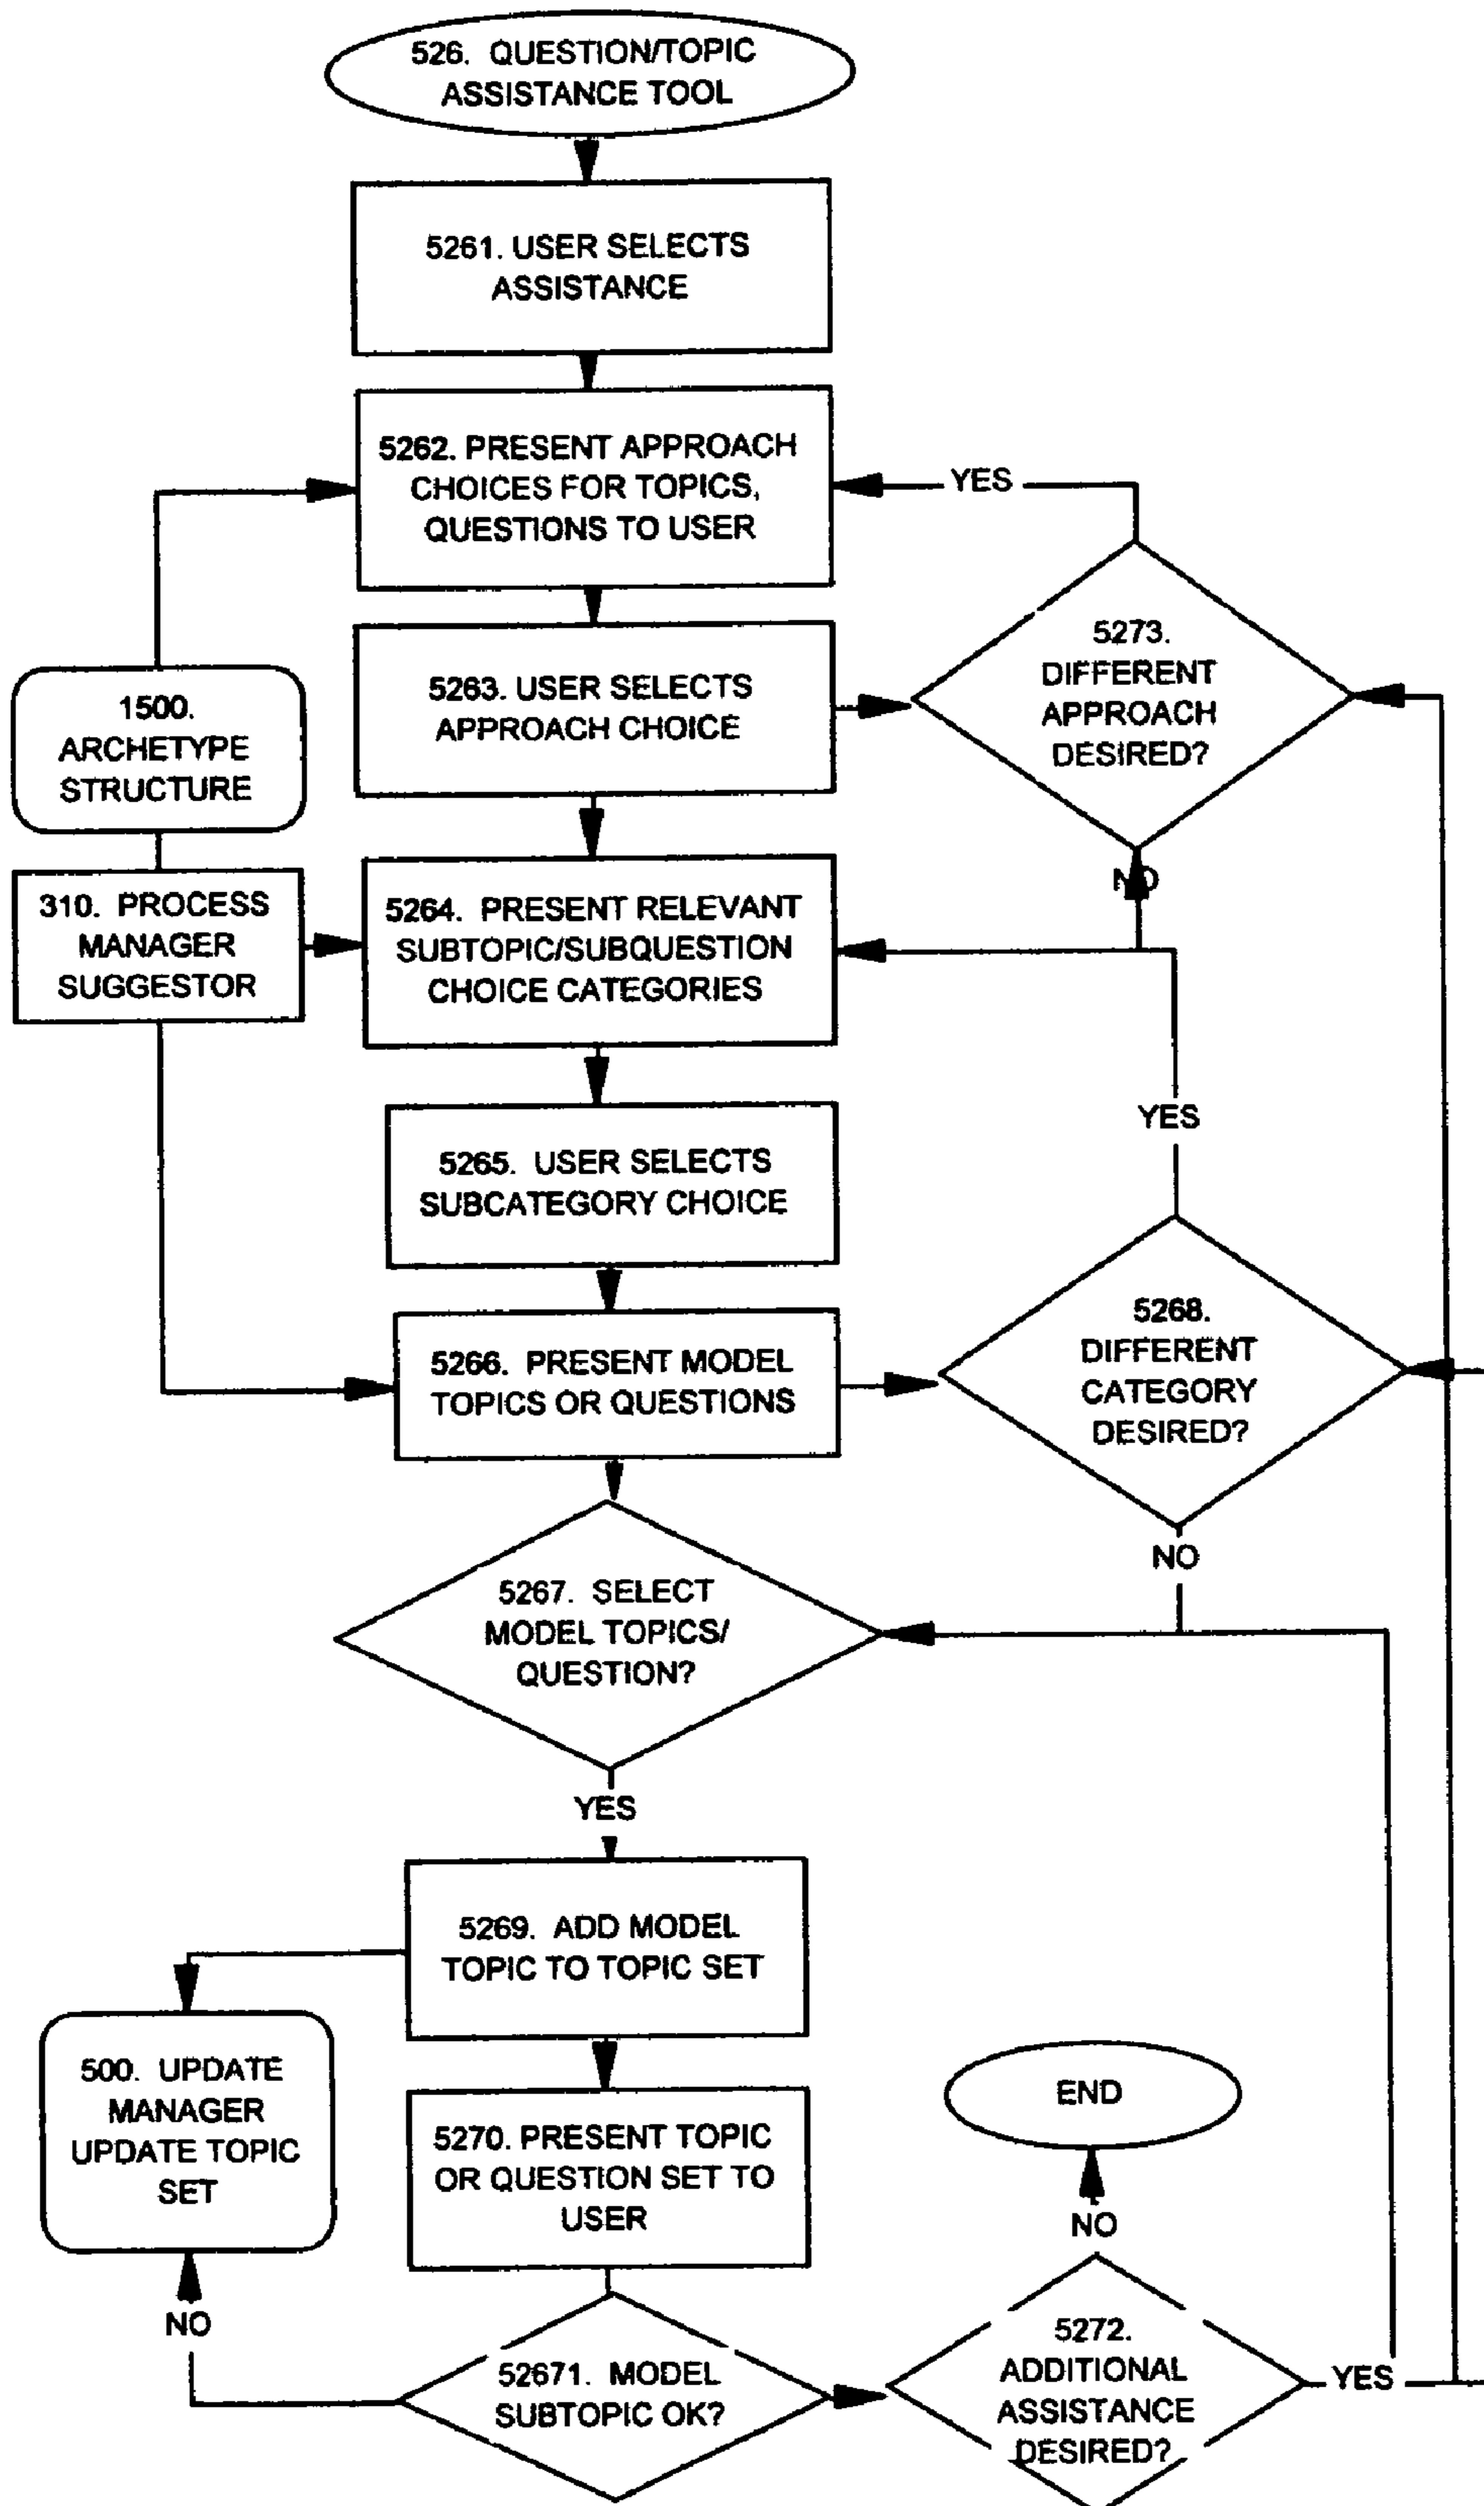 526. QUESTION/TOPIC
ASSISTANCE TOOL
5261. USER SELECTS
ASSISTANCE
5262. PRESENT APPROACH
CHOICES FOR TOPICS,
QUESTIONS TO USER
YES
5273.
DIFFERENT
APPROACH
DESIRED?
5263. USER SELECTS
APPROACH CHOICE
1500.
ARCHETYPE
STRUCTURE
NO
310. PROCESS
MANAGER
SUGGESTOR
5264. PRESENT RELEVANT
SUBTOPIC/SUBQUESTION
CHOICE CATEGORIES
YES
5265. USER SELECTS
SUBCATEGORY CHOICE
5268.
DIFFERENT
CATEGORY
DESIRED?
5266. PRESENT MODEL
TOPICS OR QUESTIONS
NO
5267. SELECT
MODEL TOPICS/
QUESTION?
YES
5269. ADD MODEL
TOPIC TO TOPIC SET
500. UPDATE
MANAGER
UPDATE TOPIC
SET
END
5270. PRESENT TOPIC
OR QUESTION SET TO
USER
NO
NO
52671. MODEL
SUBTOPIC OK?
5272.
ADDITIONAL
ASSISTANCE
DESIRED?
YES